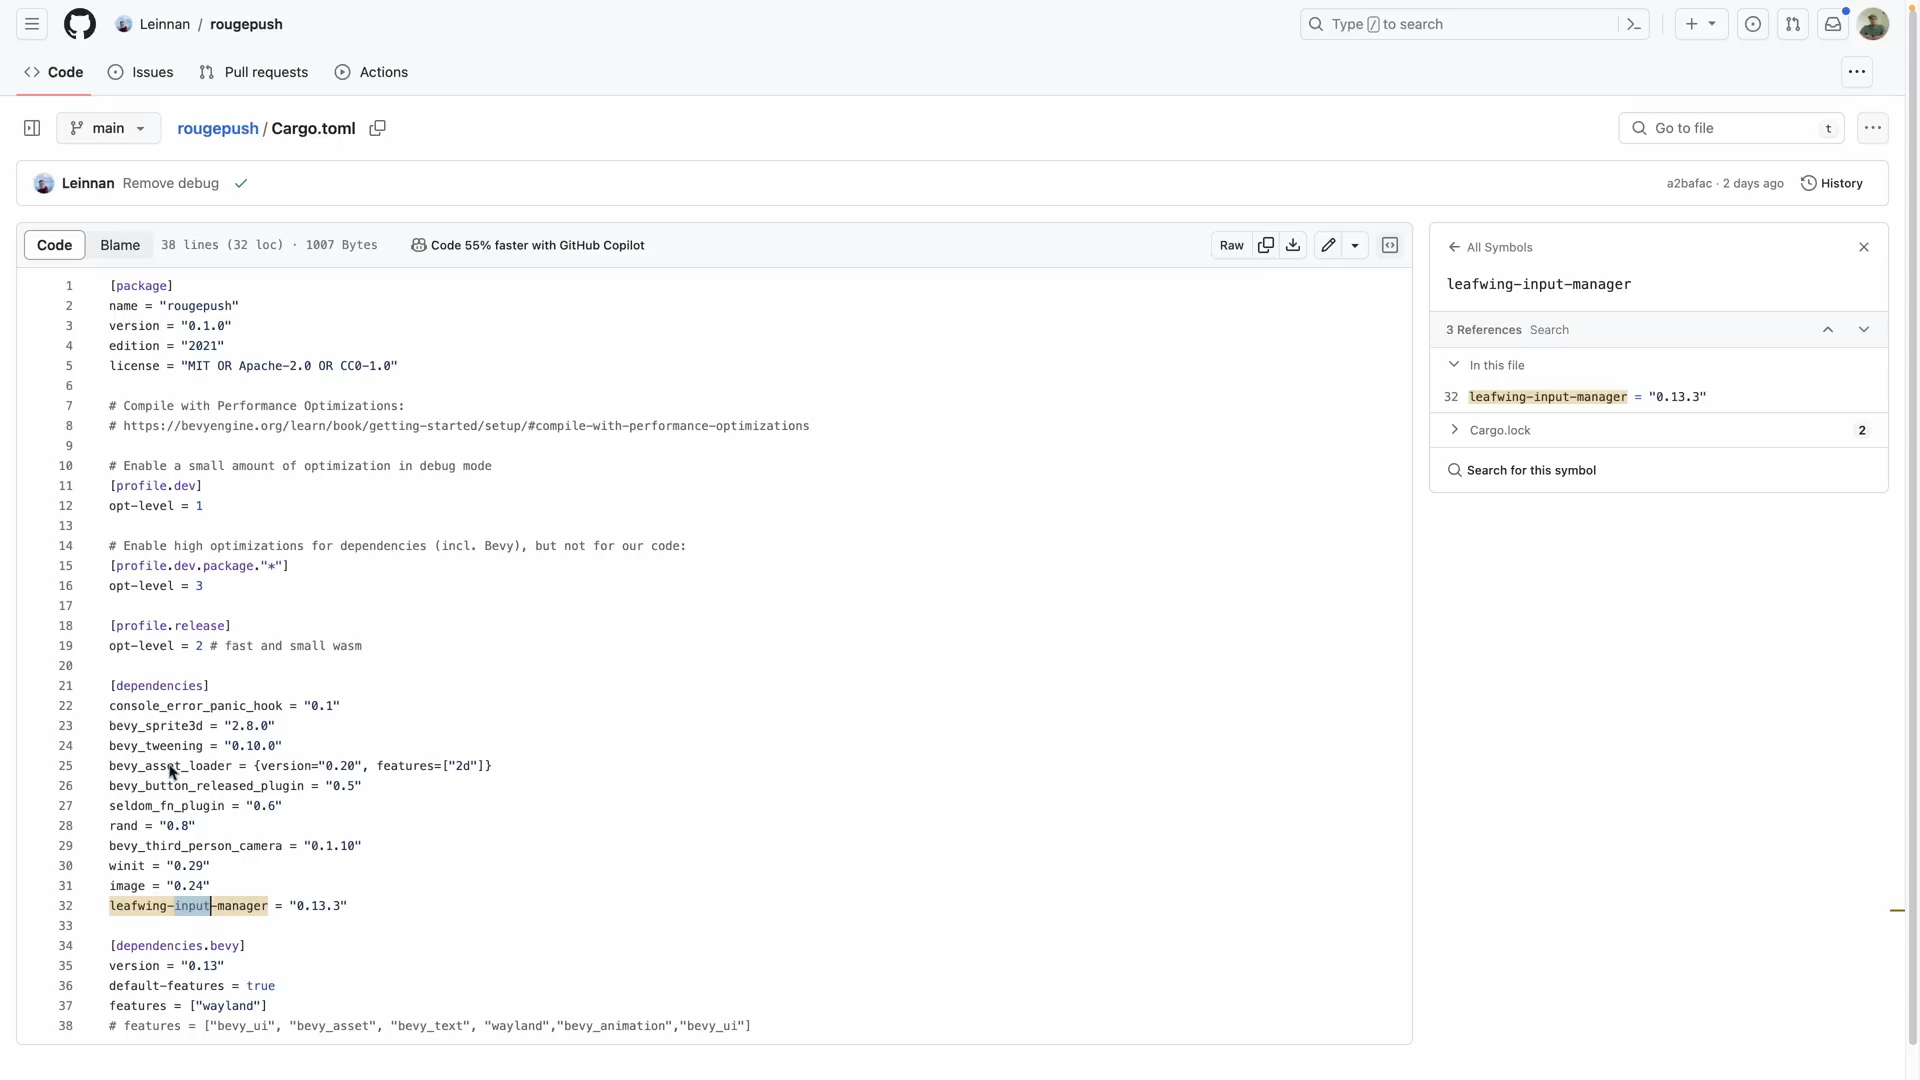 Leinnan / rougepush
Type / to search
Code
Issues
Pull requests
Actions
main
rougepush / Cargo.toml
Go to file
t
Leinnan Remove debug
a2bafac · 2 days ago
History
Code
Blame
38 lines (32 loc) · 1007 Bytes
Code 55% faster with GitHub Copilot
Raw
1 [package]
2 name = "rougepush"
3 version = "0.1.0"
4 edition = "2021"
5 license = "MIT OR Apache-2.0 OR CC0-1.0"
6
7 # Compile with Performance Optimizations:
8 # https://bevyengine.org/learn/book/getting-started/setup/#compile-with-performance-optimizations
9
10 # Enable a small amount of optimization in debug mode
11 [profile.dev]
12 opt-level = 1
13
14 # Enable high optimizations for dependencies (incl. Bevy), but not for our code:
15 [profile.dev.package."*"]
16 opt-level = 3
17
18 [profile.release]
19 opt-level = 2 # fast and small wasm
20
21 [dependencies]
22 console_error_panic_hook = "0.1"
23 bevy_sprite3d = "2.8.0"
24 bevy_tweening = "0.10.0"
25 bevy_asset_loader = {version="0.20", features=["2d"]}
26 bevy_button_released_plugin = "0.5"
27 seldom_fn_plugin = "0.6"
28 rand = "0.8"
29 bevy_third_person_camera = "0.1.10"
30 winit = "0.29"
31 image = "0.24"
32 leafwing-input-manager = "0.13.3"
33
34 [dependencies.bevy]
35 version = "0.13"
36 default-features = true
37 features = ["wayland"]
38 # features = ["bevy_ui", "bevy_asset", "bevy_text", "wayland","bevy_animation","bevy_ui"]
All Symbols
leafwing-input-manager
3 References Search
In this file
32 leafwing-input-manager = "0.13.3"
Cargo.lock 2
Search for this symbol